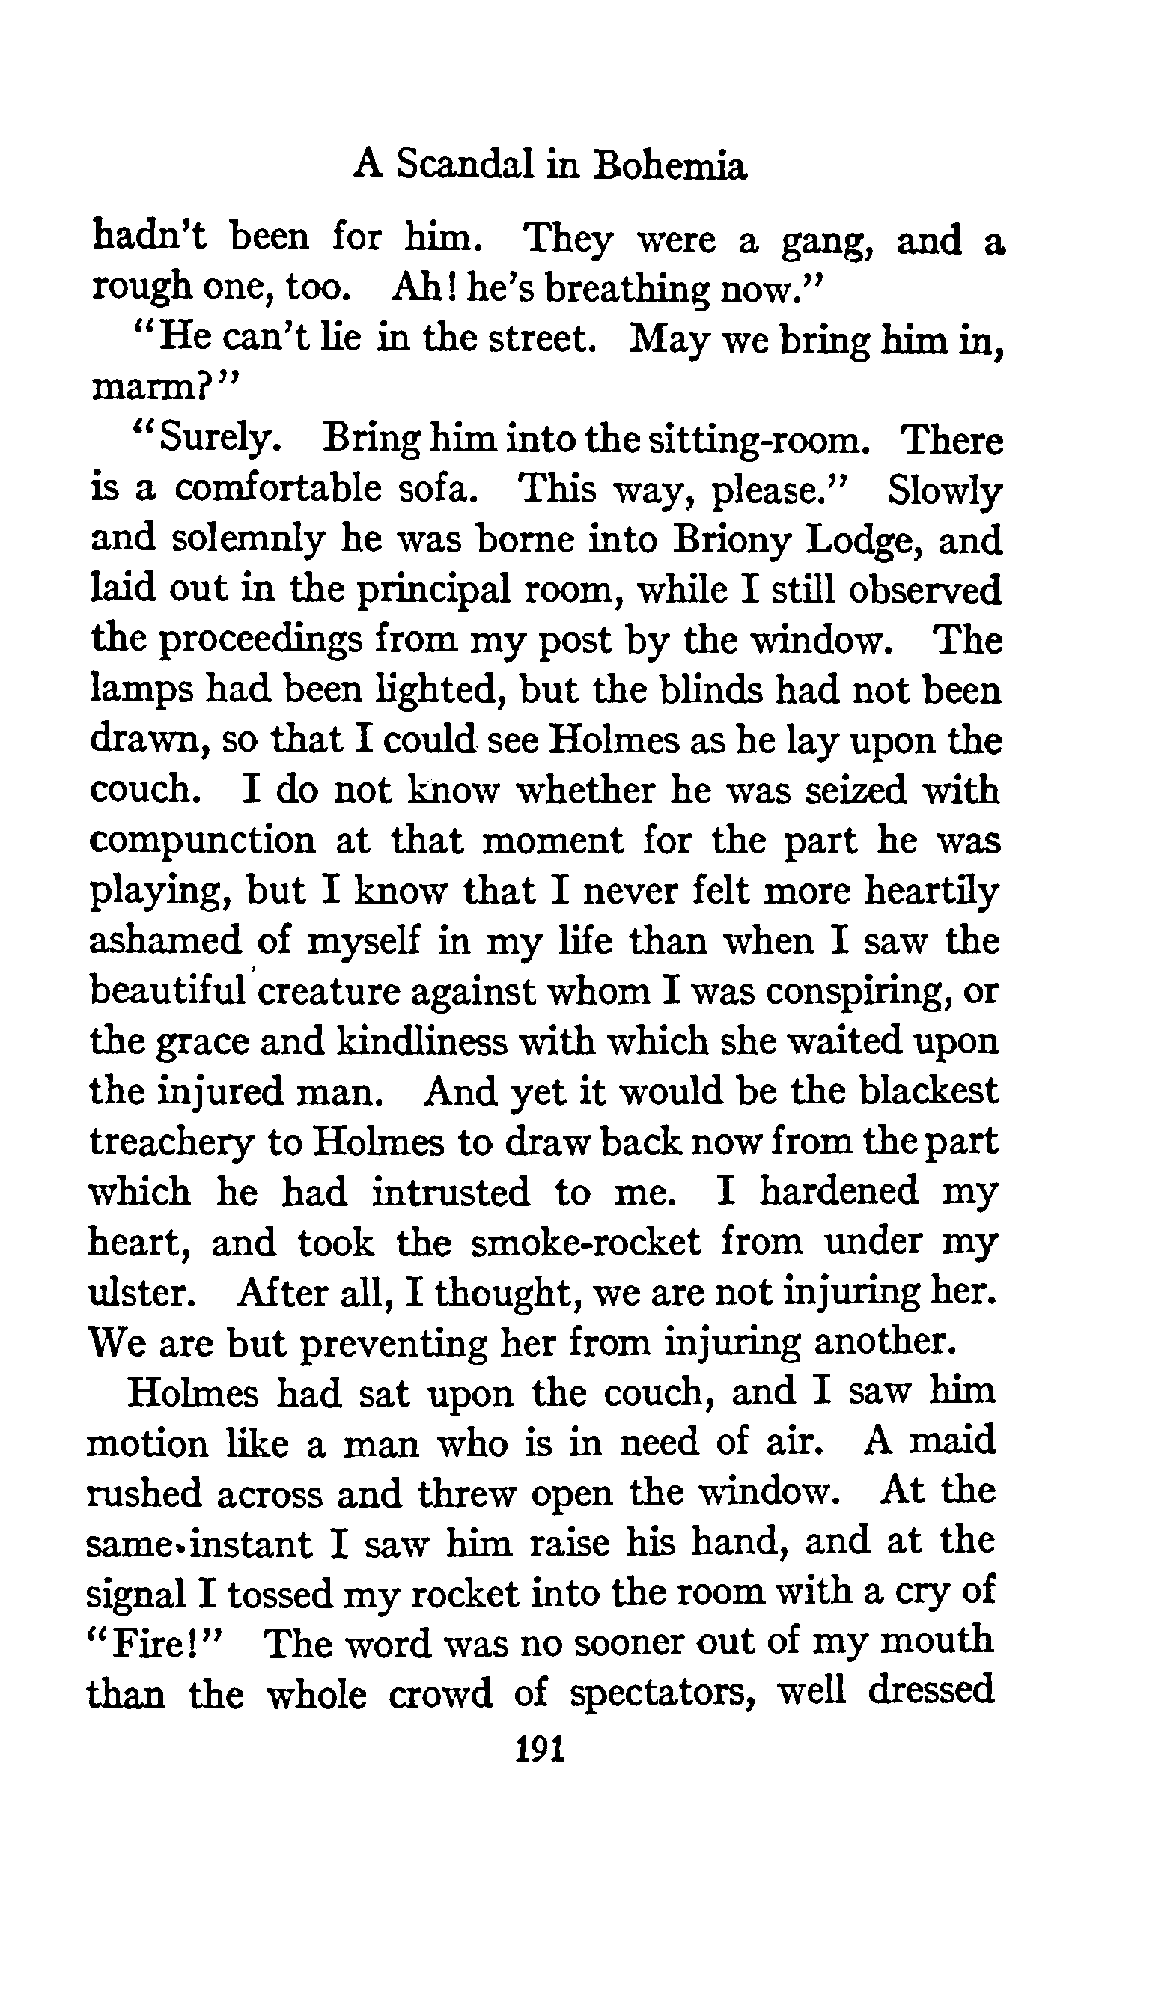 A Scandal in Bohemia
hadn't been for him. They were a gang, and a
rough one, too. Ah! he's breathing now."
"He can't lie in the street. May we bring him in,
marm?"
"Surely. Bring him into the sitting-room. There
is a comfortable sofa. This way, please." Slowly
and solemnly he was borne into Briony Lodge, and
laid out in the principal room, while I still observed
the proceedings from my post by the window. The
lamps had been lighted, but the blinds had not been
drawn, so that I could see Holmes as he lay upon the
couch. I do not know whether he was seized with
compunction at that moment for the part he was
playing, but I know that I never felt more heartily
ashamed of myself in my life than when I saw the
beautiful creature against whom I was conspiring, or
the grace and kindliness with which she waited upon
the injured man. And yet it would be the blackest
treachery to Holmes to draw back now from the part
which he had intrusted to me. I hardened my
heart, and took the smoke-rocket from under my
ulster. After all, I thought, we are not injuring her.
We are but preventing her from injuring another.
Holmes had sat upon the couch, and I saw him
motion like a man who is in need of air. A maid
rushed across and threw open the window. At the
same instant I saw him raise his hand, and at the
signal I tossed my rocket into the room with a cry of
"Fire!" The word was no sooner out of my mouth
than the whole crowd of spectators, well dressed
191